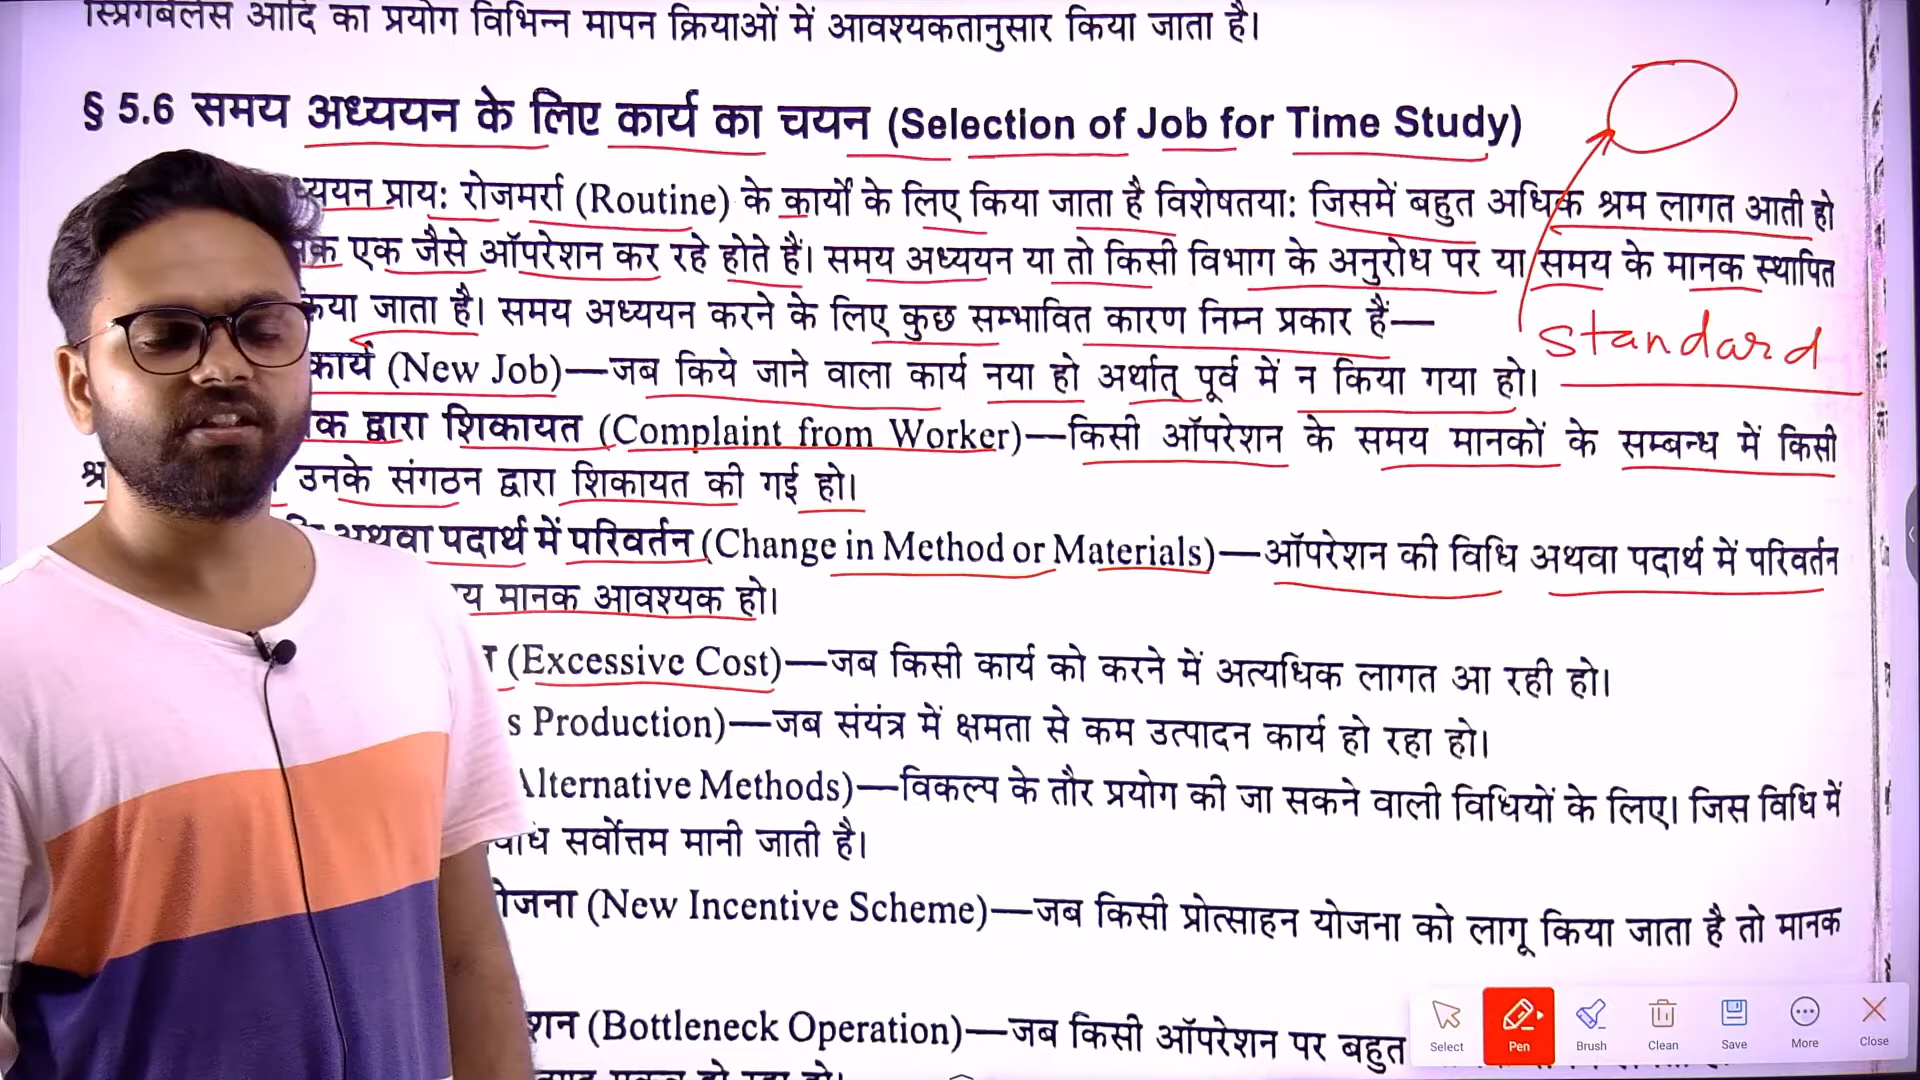 स्प्रिंगबैलेंस आदि का प्रयोग विभिन्न मापन क्रियाओं में आवश्यकतानुसार किया जाता है।
§ 5.6 समय अध्ययन के लिए कार्य का चयन (Selection of Job for Time Study)
प्रायः रोजमर्रा (Routine) के कार्यों के लिए किया जाता है विशेषतयाः जिसमें बहुत अधिक श्रम लागत आती हो
एक जैसे ऑपरेशन कर रहे होते हैं। समय अध्ययन या तो किसी विभाग के अनुरोध पर या समय के मानक स्थापित
जाता है। समय अध्ययन करने के लिए कुछ सम्भावित कारण निम्न प्रकार हैं—
standard
कार्य (New Job)—जब किये जाने वाला कार्य नया हो अर्थात् पूर्व में न किया गया हो।
द्वारा शिकायत (Complaint from Worker)—किसी ऑपरेशन के समय मानकों के सम्बन्ध में किसी
उनके संगठन द्वारा शिकायत की गई हो।
अथवा पदार्थ में परिवर्तन (Change in Method or Materials)—ऑपरेशन की विधि अथवा पदार्थ में परिवर्तन
मानक आवश्यक हो।
(Excessive Cost)—जब किसी कार्य को करने में अत्यधिक लागत आ रही हो।
s Production)—जब संयंत्र में क्षमता से कम उत्पादन कार्य हो रहा हो।
Alternative Methods)—विकल्प के तौर प्रयोग की जा सकने वाली विधियों के लिए। जिस विधि में
सर्वोत्तम मानी जाती है।
(New Incentive Scheme)—जब किसी प्रोत्साहन योजना को लागू किया जाता है तो मानक
(Bottleneck Operation)—जब किसी ऑपरेशन पर बहुत
Select Pen Brush Clean Save More Close